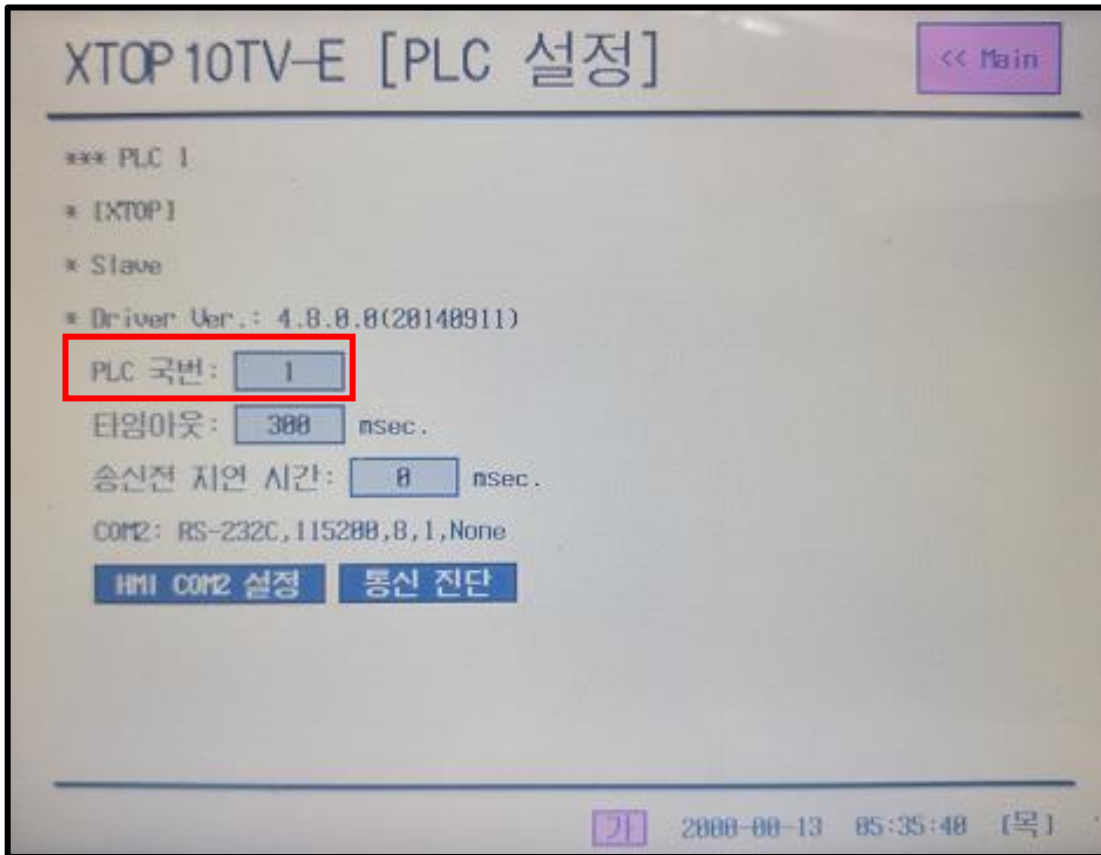 XTOP10TV-E [PLC 설정]
<< Main
*** PLC 1
* [XTOP]
* Slave
* Driver Ver.: 4.8.0.0(20140911)
PLC 국번: 1
타임아웃: 300 msec.
송신전 지연 시간: 0 msec.
COM2: RS-232C,115200,8,1,None
HMI COM2 설정 통신 진단
가 2000-00-13 05:35:40 [목]